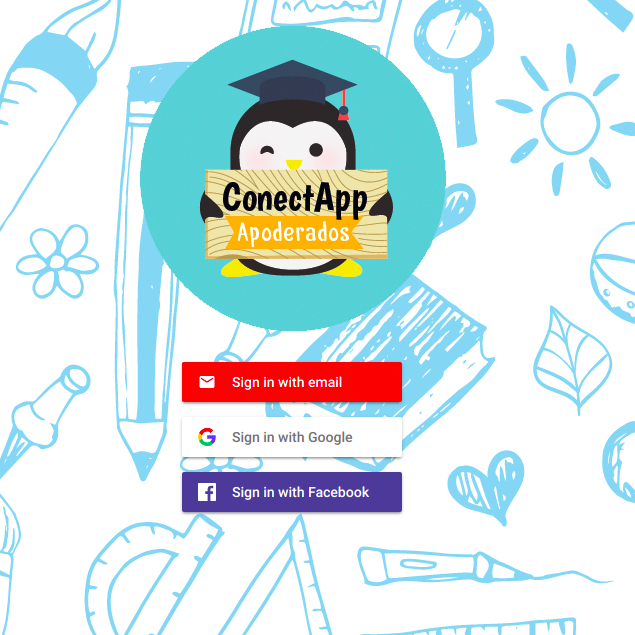 ConectApp
Apoderados
Sign in with email
Sign in with Google
Sign in with Facebook